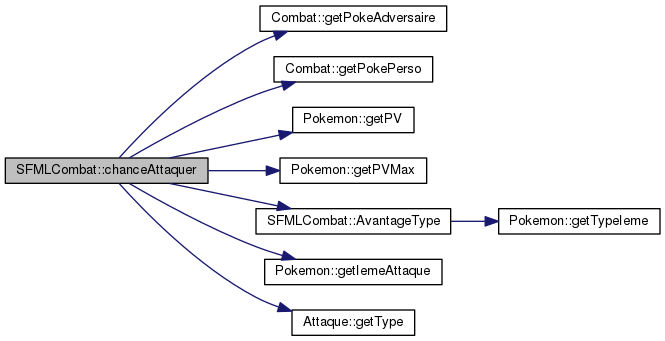 Combat::getPokeAdversaire
Combat::getPokePerso
Pokemon::getPV
SFMLCombat::chanceAttaquer
Pokemon::getPVMax
SFMLCombat::AvantageType
Pokemon::getTypeIeme
Pokemon::getIemeAttaque
Attaque::getType